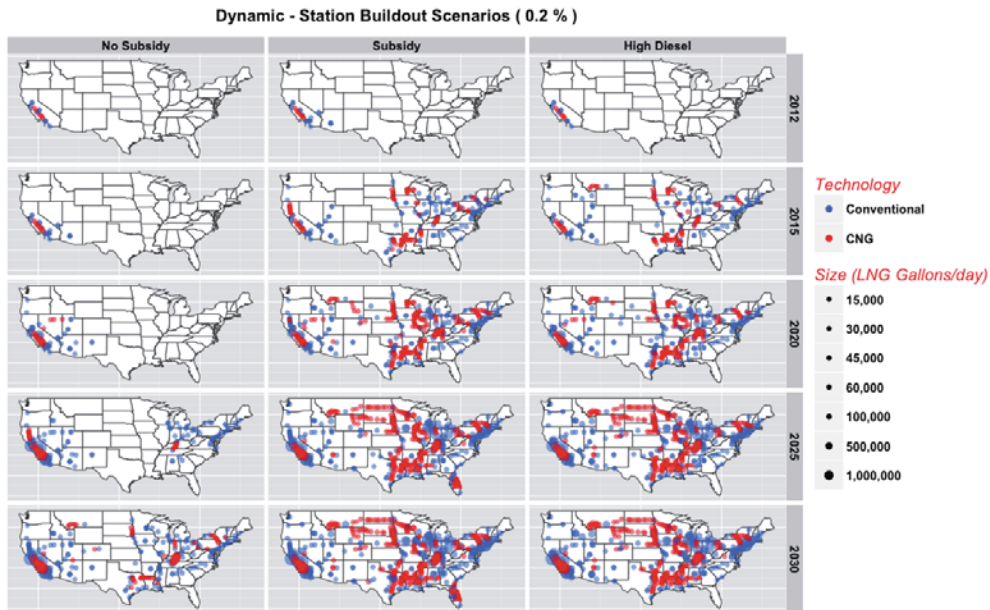 Dynamic - Station Buildout Scenarios ( 0.2 % )
No Subsidy
Subsidy
High Diesel
2012
2015
2020
2025
2030
Technology
Conventional
CNG
Size (LNG Gallons/day)
15,000
30,000
45,000
60,000
100,000
500,000
1,000,000